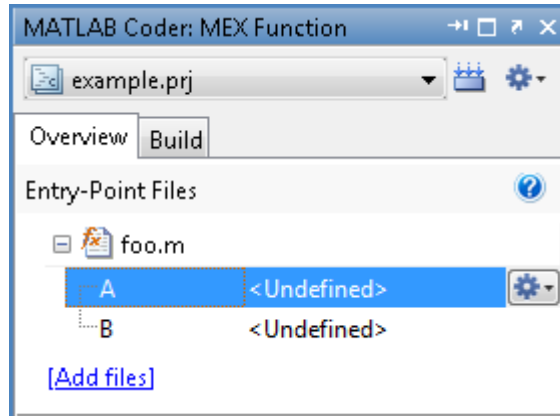 MATLAB Coder: MEX Function
example.prj
Overview Build
Entry-Point Files
foo.m
A <Undefined>
B <Undefined>
[Add files]